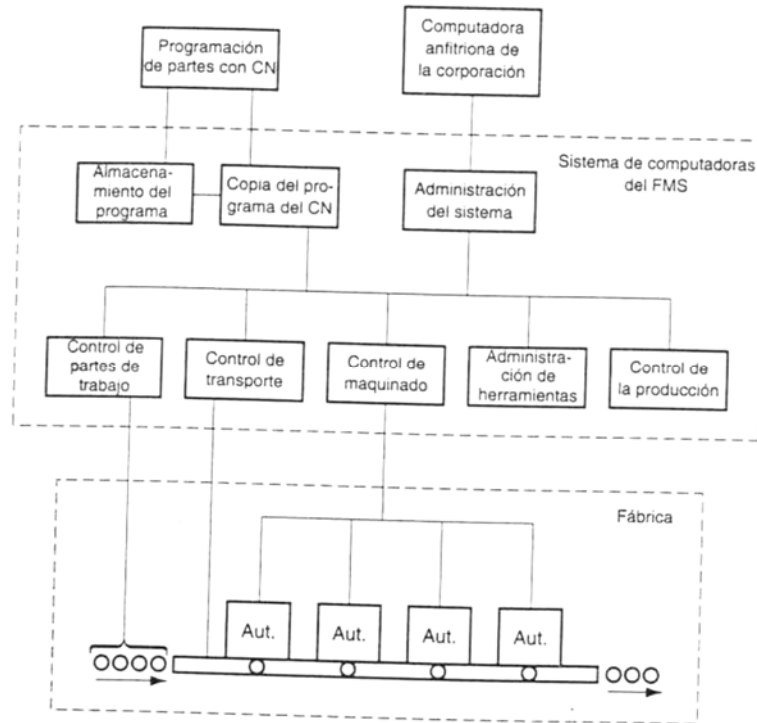 Programación
de partes con CN
Computadora
anfitriona de
la corporación
Sistema de computadoras
del FMS
Almacena-
miento del
programa
Copia del pro-
grama del CN
Administración
del sistema
Control de
partes de
trabajo
Control de
transporte
Control de
maquinado
Administra-
ción de
herramientas
Control de
la producción
Fábrica
Aut.
Aut.
Aut.
Aut.